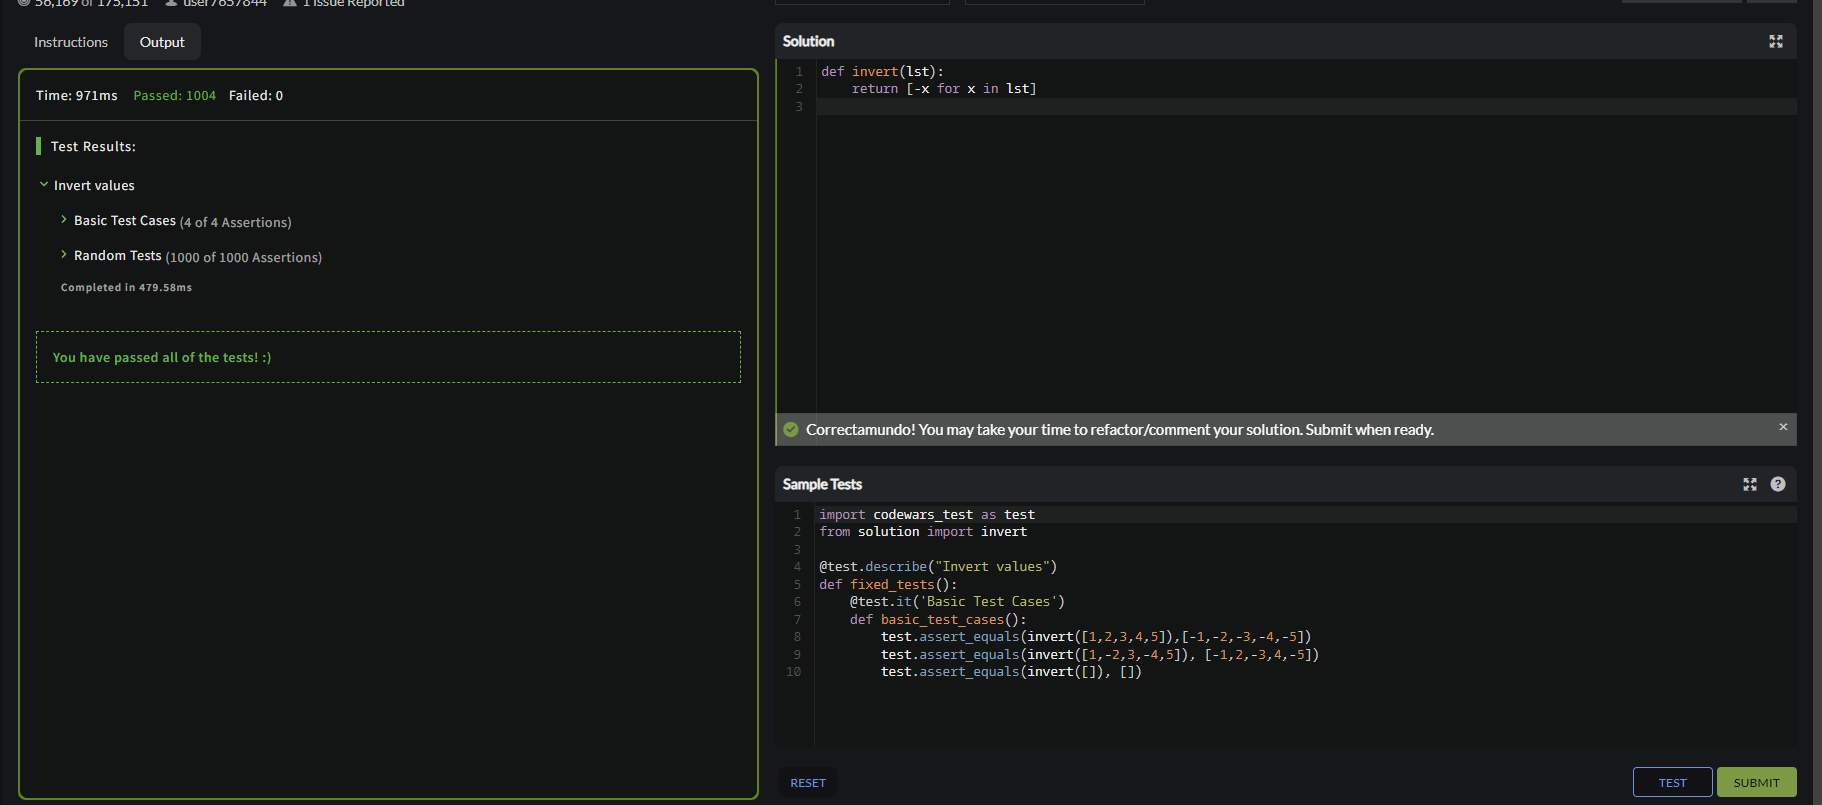 56,169 of 175,151 user7657844 1 Issue Reported
Instructions Output
Time: 971ms Passed: 1004 Failed: 0
Test Results:
Invert values
Basic Test Cases (4 of 4 Assertions)
Random Tests (1000 of 1000 Assertions)
Completed in 479.58ms
You have passed all of the tests! :)
Solution
1 def invert(lst):
2     return [-x for x in lst]
3
Correctamundo! You may take your time to refactor/comment your solution. Submit when ready. ×
Sample Tests ?
1 import codewars_test as test
2 from solution import invert
3
4 @test.describe("Invert values")
5 def fixed_tests():
6     @test.it('Basic Test Cases')
7     def basic_test_cases():
8         test.assert_equals(invert([1,2,3,4,5]),[-1,-2,-3,-4,-5])
9         test.assert_equals(invert([1,-2,3,-4,5]), [-1,2,-3,4,-5])
10         test.assert_equals(invert([]), [])
RESET TEST SUBMIT